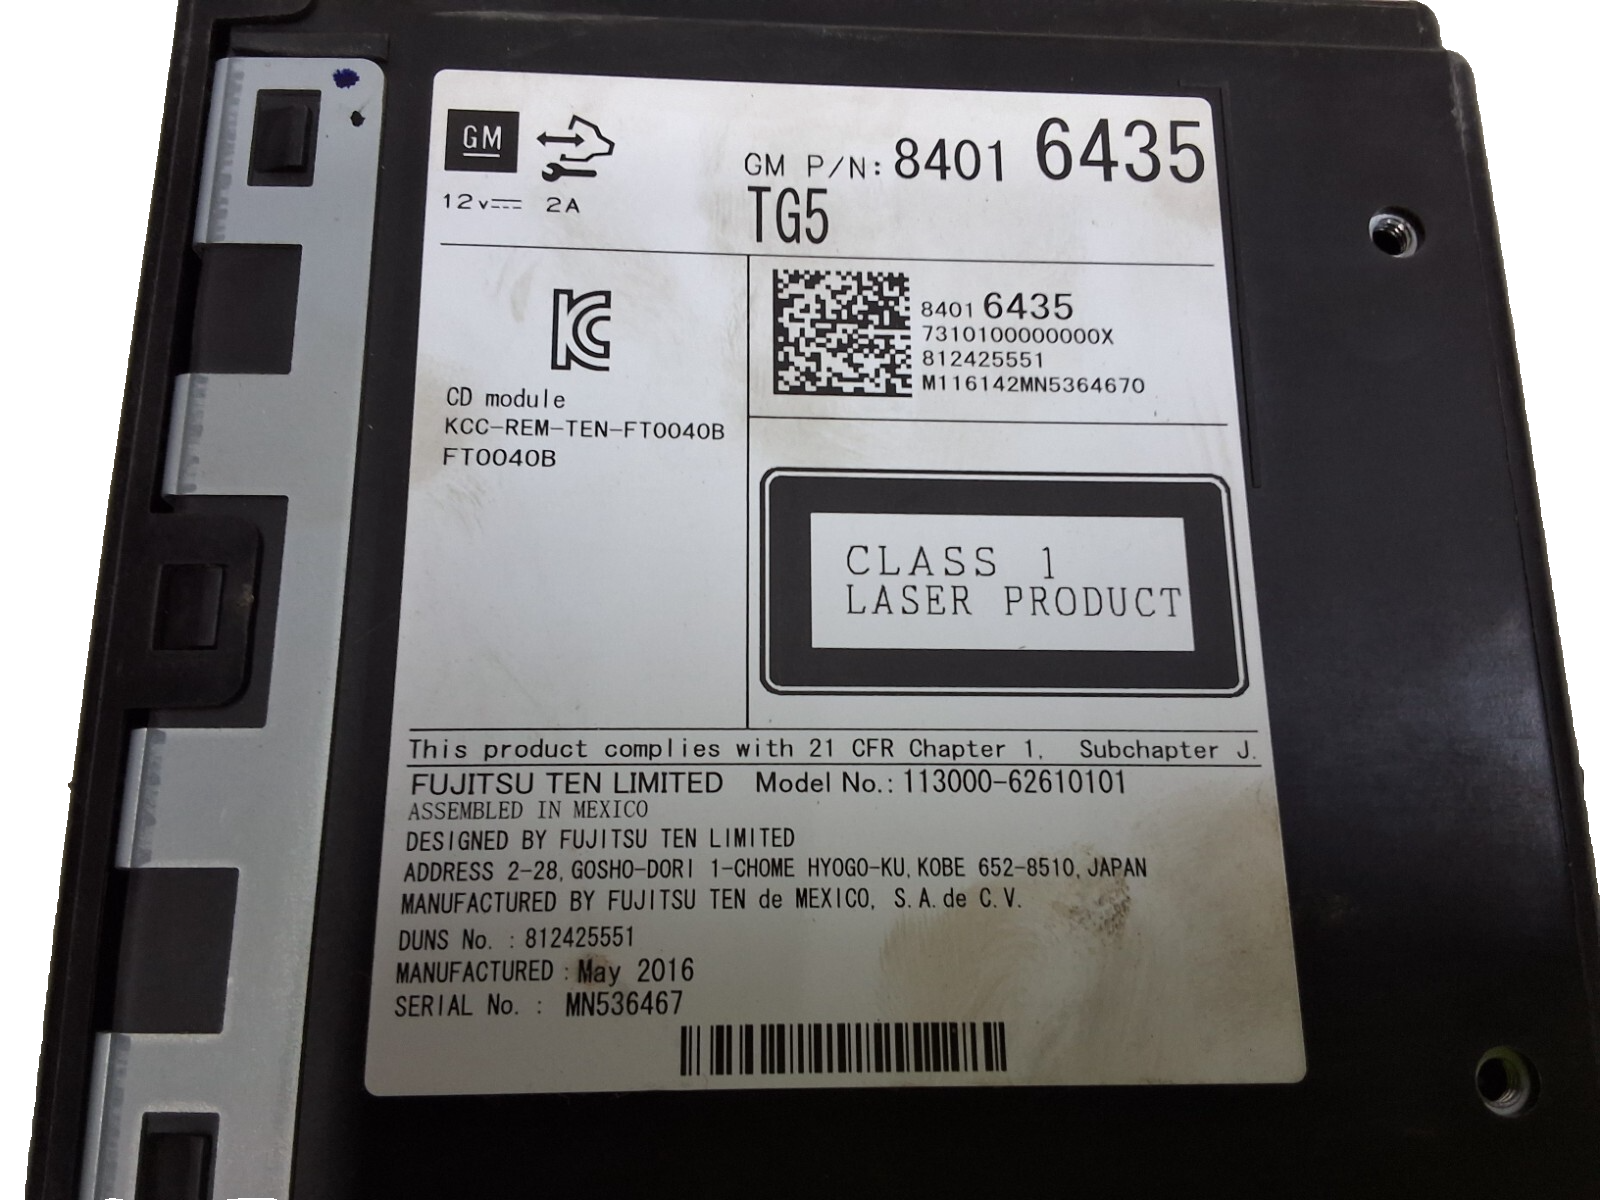 GM
GM P/N: 8401 6435
12v 2A
TG5
8401 6435
7310100000000X
812425551
M116142MN5364670
KC
CD module
KCC-REM-TEN-FT0040B
FT0040B
CLASS 1
LASER PRODUCT
This product complies with 21 CFR Chapter 1, Subchapter J.
FUJITSU TEN LIMITED Model No.: 113000-62610101
ASSEMBLED IN MEXICO
DESIGNED BY FUJITSU TEN LIMITED
ADDRESS 2-28, GOSHO-DORI 1-CHOME HYOGO-KU, KOBE 652-8510, JAPAN
MANUFACTURED BY FUJITSU TEN de MEXICO, S.A. de C.V.
DUNS No. : 812425551
MANUFACTURED : May 2016
SERIAL No. : MN536467